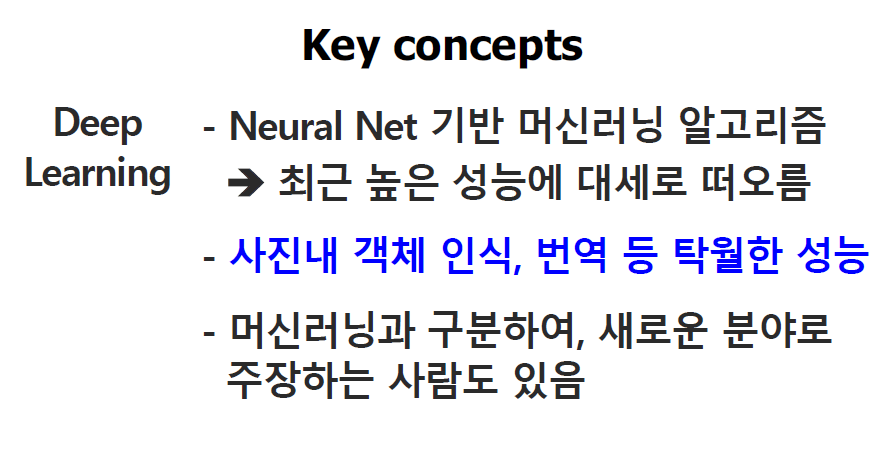 Key concepts
Deep
Learning
- Neural Net 기반 머신러닝 알고리즘
➔ 최근 높은 성능에 대세로 떠오름
- 사진내 객체 인식, 번역 등 탁월한 성능
- 머신러닝과 구분하여, 새로운 분야로
주장하는 사람도 있음